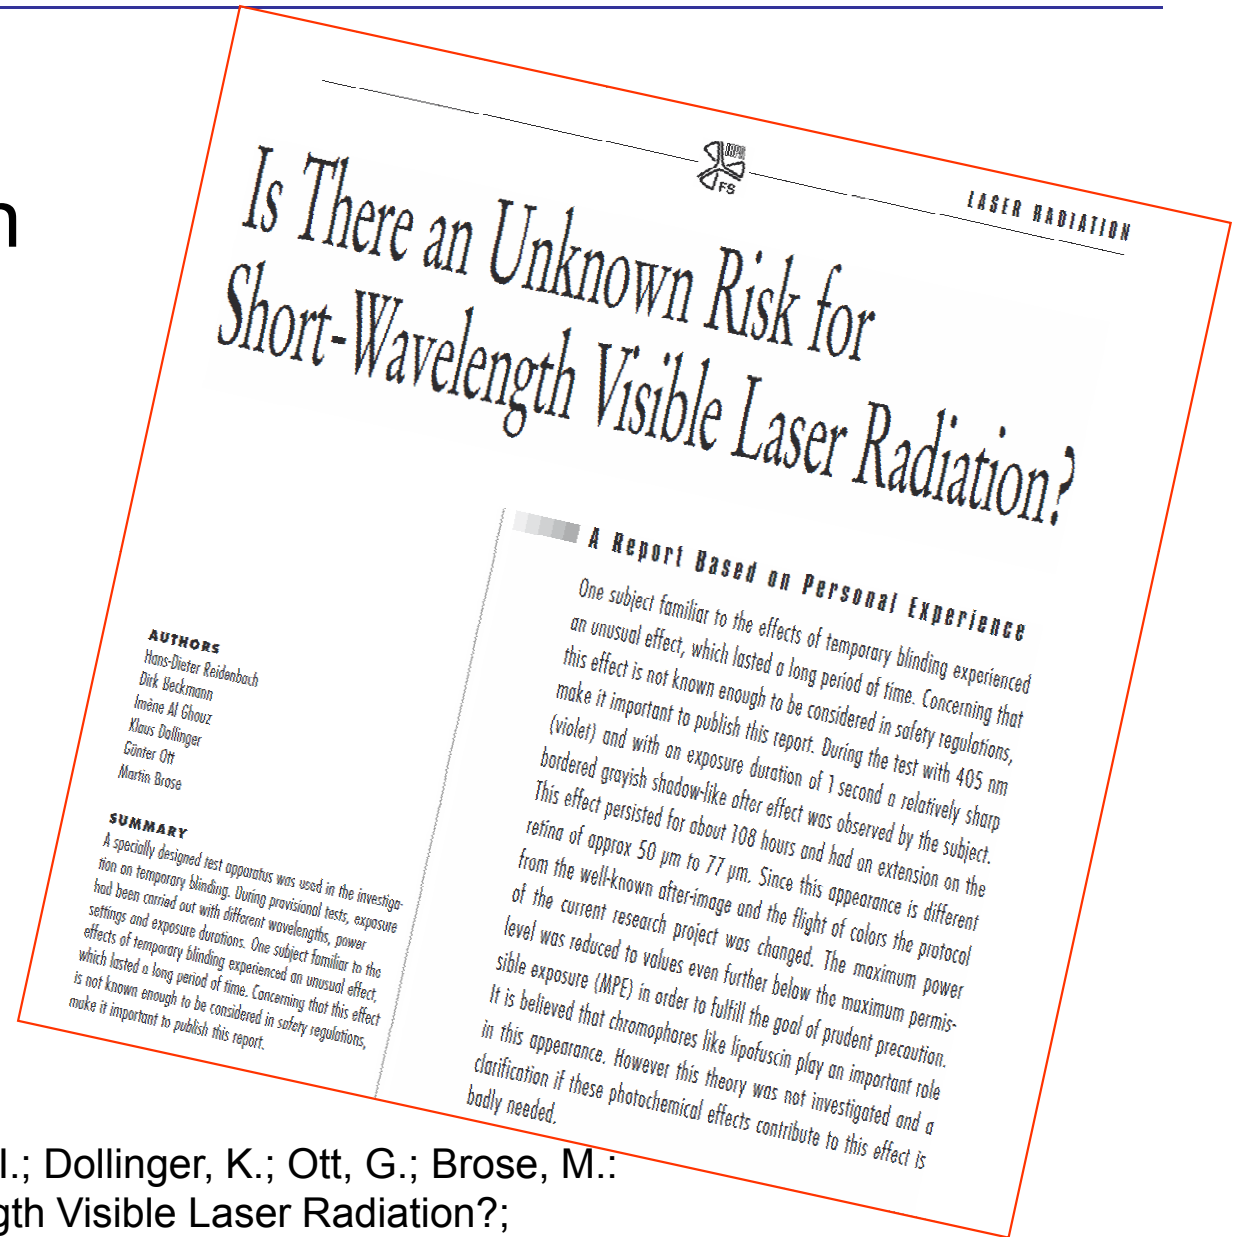 n
FS
LASER RADIATION
Is There an Unknown Risk for
Short-Wavelength Visible Laser Radiation?
AUTHORS
Hans-Dieter Reidenbach
Dirk Beckmann
Imène Al Ghouz
Klaus Dollinger
Günter Ott
Martin Brose
SUMMARY
A specially designed test apparatus was used in the investiga-
tion on temporary blinding. During provisional tests, exposure
had been carried out with different wavelengths, power
settings and exposure durations. One subject familiar to the
effects of temporary blinding experienced an unusual effect,
which lasted a long period of time. Concerning that this effect
is not known enough to be considered in safety regulations,
make it important to publish this report.
A Report Based on Personal Experience
One subject familiar to the effects of temporary blinding experienced
an unusual effect, which lasted a long period of time. Concerning that
this effect is not known enough to be considered in safety regulations,
make it important to publish this report. During the test with 405 nm
(violet) and with an exposure duration of 1 second a relatively sharp
bordered grayish shadow-like after effect was observed by the subject.
This effect persisted for about 108 hours and had an extension on the
retina of approx 50 µm to 77 µm. Since this appearance is different
from the well-known after-image and the flight of colors the protocol
of the current research project was changed. The maximum power
level was reduced to values even further below the maximum permis-
sible exposure (MPE) in order to fulfill the goal of prudent precaution.
It is believed that chromophores like lipofuscin play an important role
in this appearance. However this theory was not investigated and a
clarification if these photochemical effects contribute to this effect is
badly needed.
I.; Dollinger, K.; Ott, G.; Brose, M.:
gth Visible Laser Radiation?;